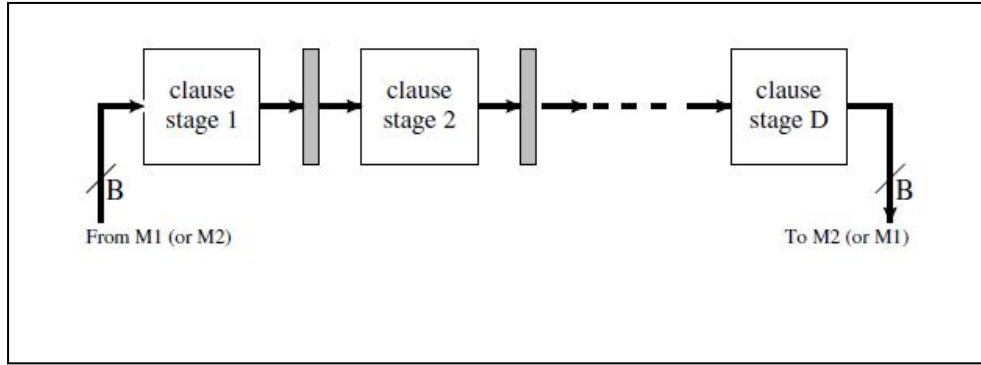 clause
stage 1
clause
stage 2
clause
stage D
B
B
From M1 (or M2)
To M2 (or M1)